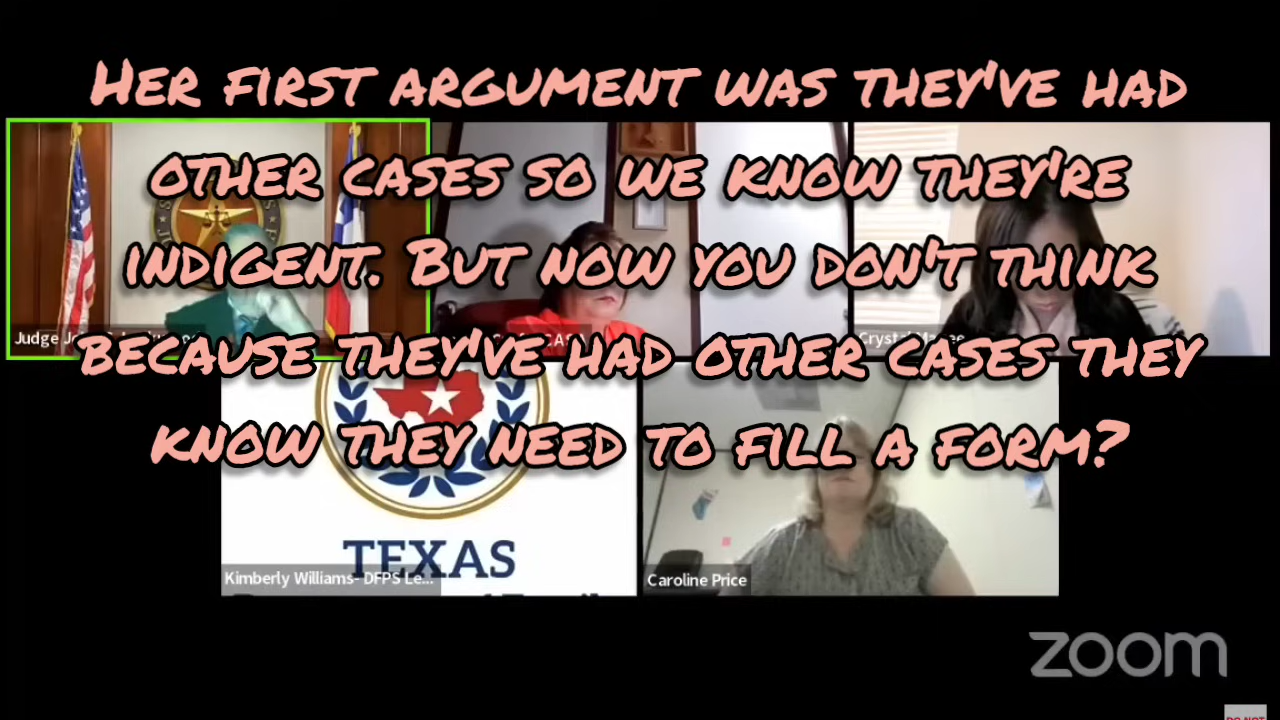 HER FIRST ARGUMENT WAS THEY'VE HAD
OTHER CASES SO WE KNOW THEY'RE
INDIGENT. BUT NOW YOU DON'T THINK
BECAUSE THEY'VE HAD OTHER CASES THEY
KNOW THEY NEED TO FILL A FORM?
Judge
TEXAS
Kimberly Williams- DFPS Le...
Caroline Price
zoom